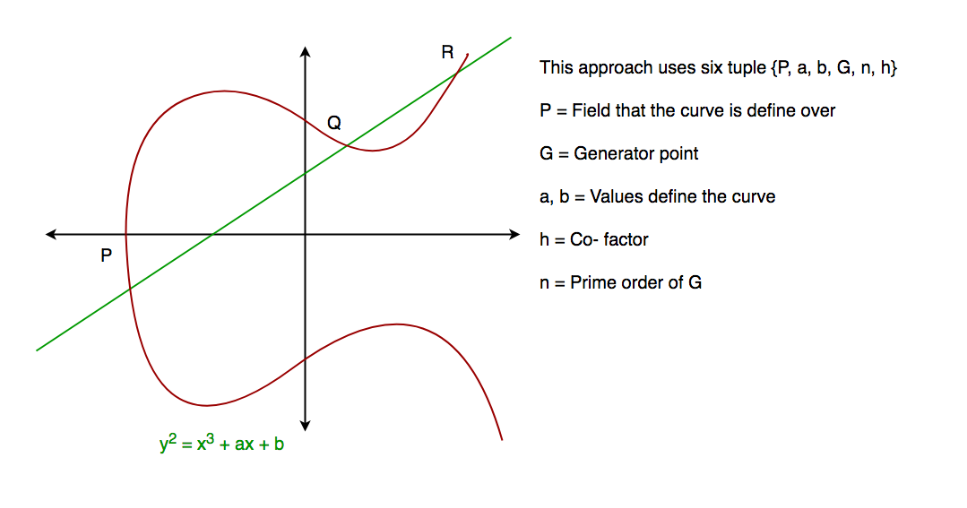 R
Q
P
y² = x³ + ax + b
This approach uses six tuple {P, a, b, G, n, h}
P = Field that the curve is define over
G = Generator point
a, b = Values define the curve
h = Co- factor
n = Prime order of G